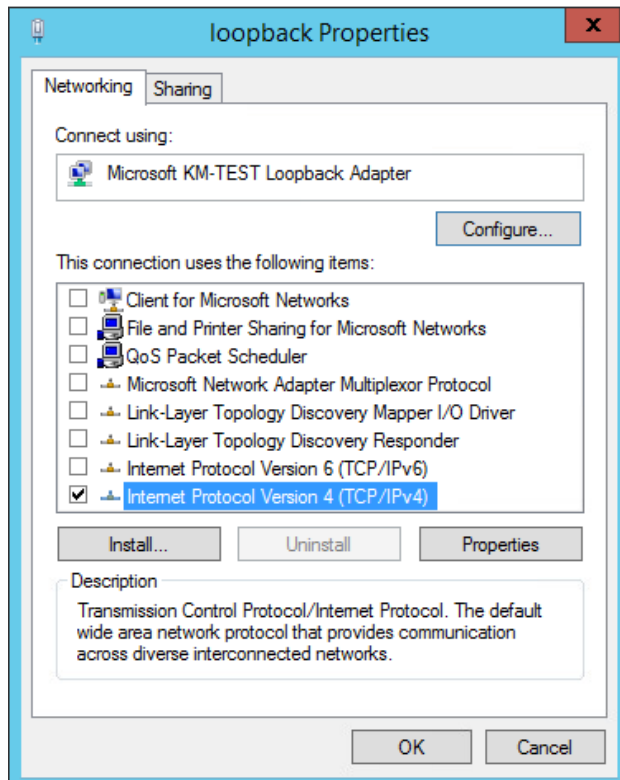 loopback Properties
X
Networking
Sharing
Connect using:
Microsoft KM-TEST Loopback Adapter
Configure...
This connection uses the following items:
Client for Microsoft Networks
File and Printer Sharing for Microsoft Networks
QoS Packet Scheduler
Microsoft Network Adapter Multiplexor Protocol
Link-Layer Topology Discovery Mapper I/O Driver
Link-Layer Topology Discovery Responder
Internet Protocol Version 6 (TCP/IPv6)
Internet Protocol Version 4 (TCP/IPv4)
Install...
Uninstall
Properties
Description
Transmission Control Protocol/Internet Protocol. The default
wide area network protocol that provides communication
across diverse interconnected networks.
OK
Cancel